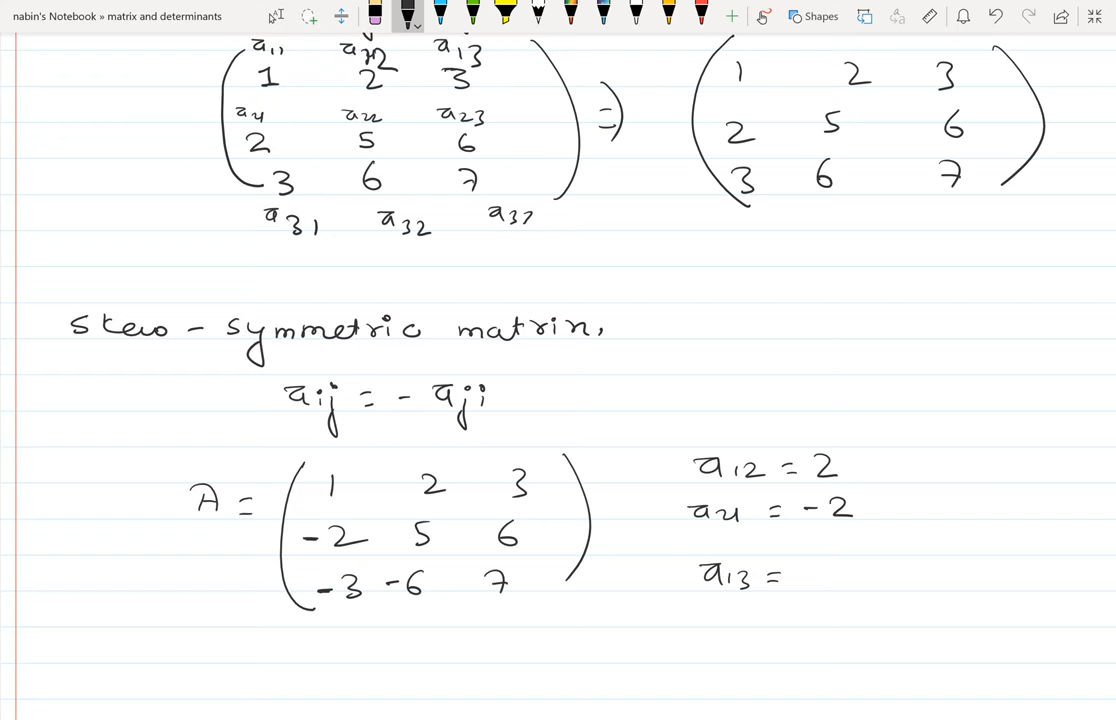 nabin's Notebook » matrix and determinants
Shapes
a11 a12 a13
1 2 3
a21 a22 a23
2 5 6
3 6 7
a31 a32 a37
=>
1 2 3
2 5 6
3 6 7
Skew - symmetric matrix,
aij = - aji
A = 1 2 3
-2 5 6
-3 -6 7
a12 = 2
a21 = -2
a13 =